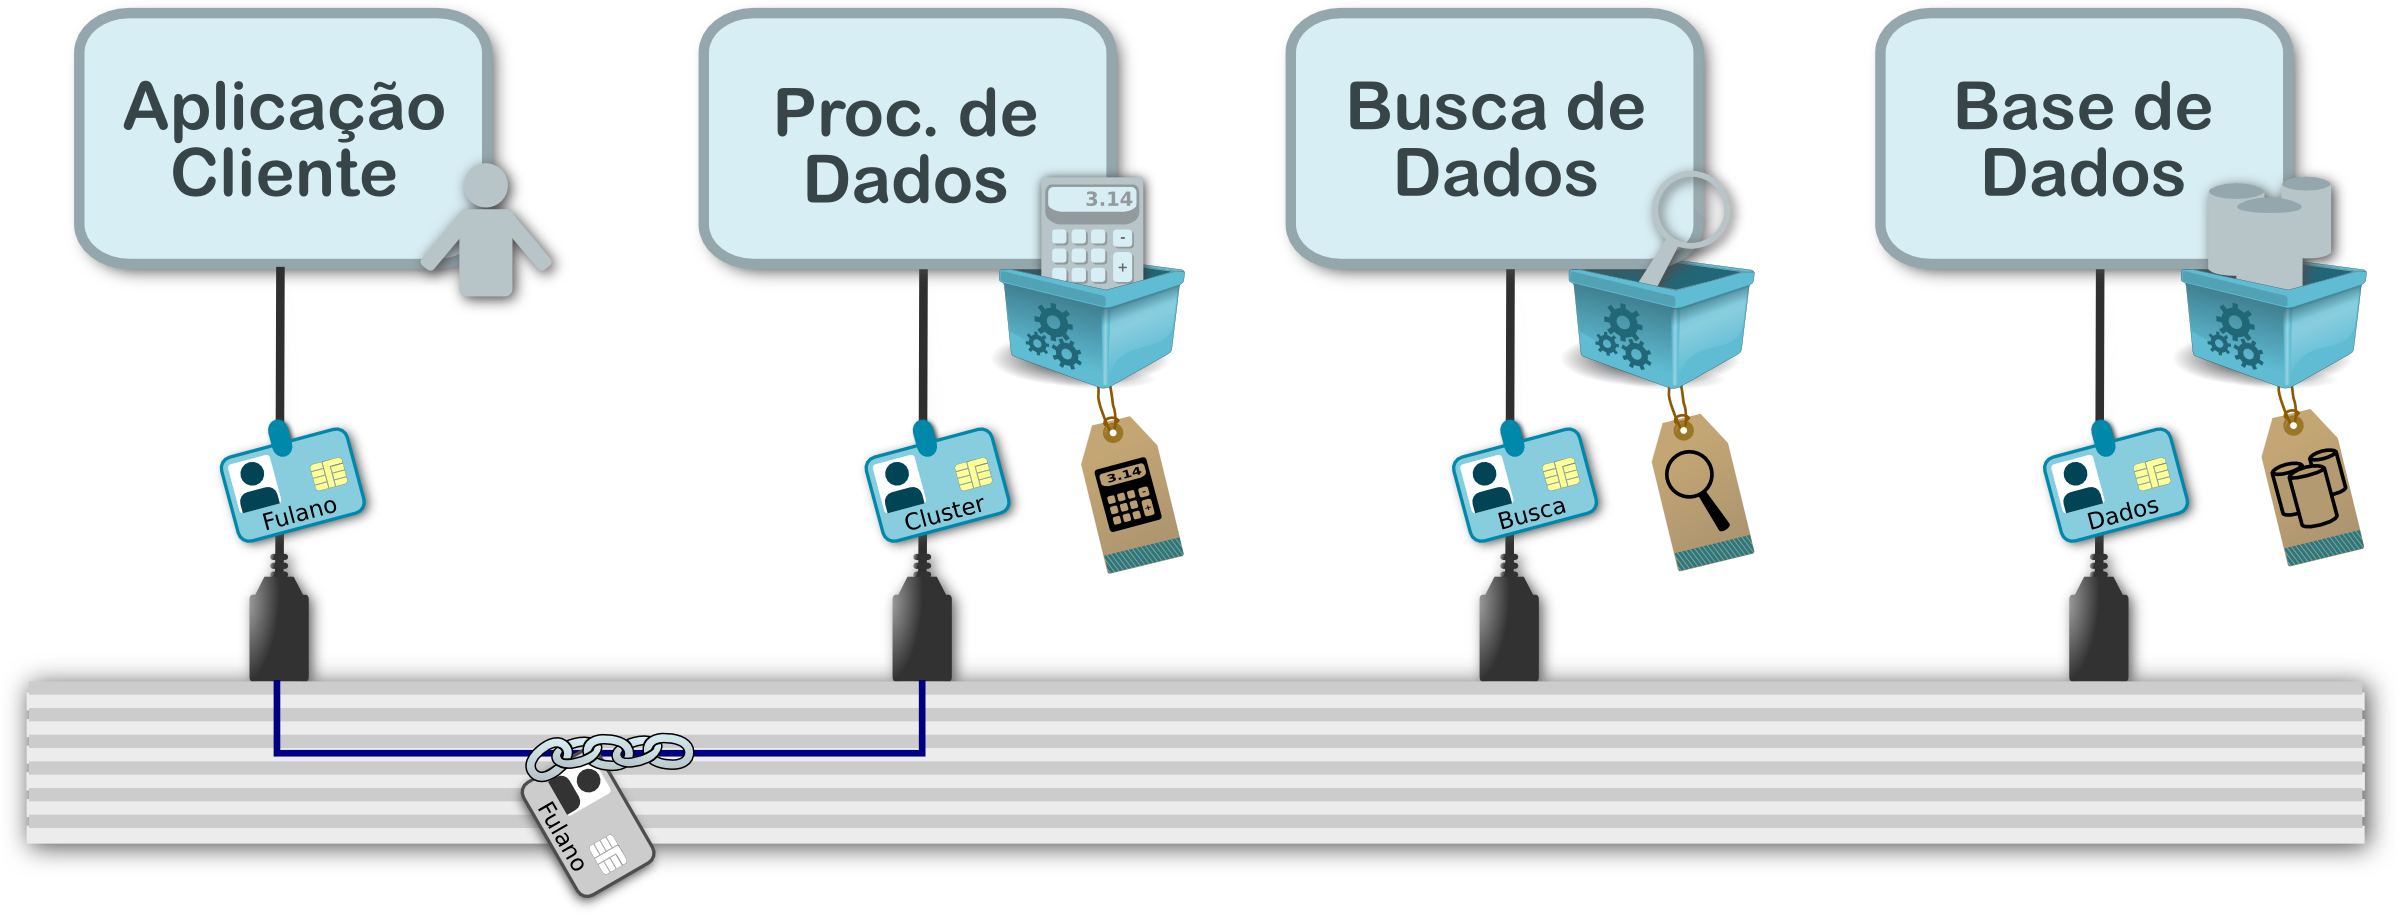 Aplicação
Cliente
Proc. de
Dados
Busca de
Dados
Base de
Dados
3.14
-
+
Fulano
Cluster
3.14
-
+
Busca
Dados
Fulano